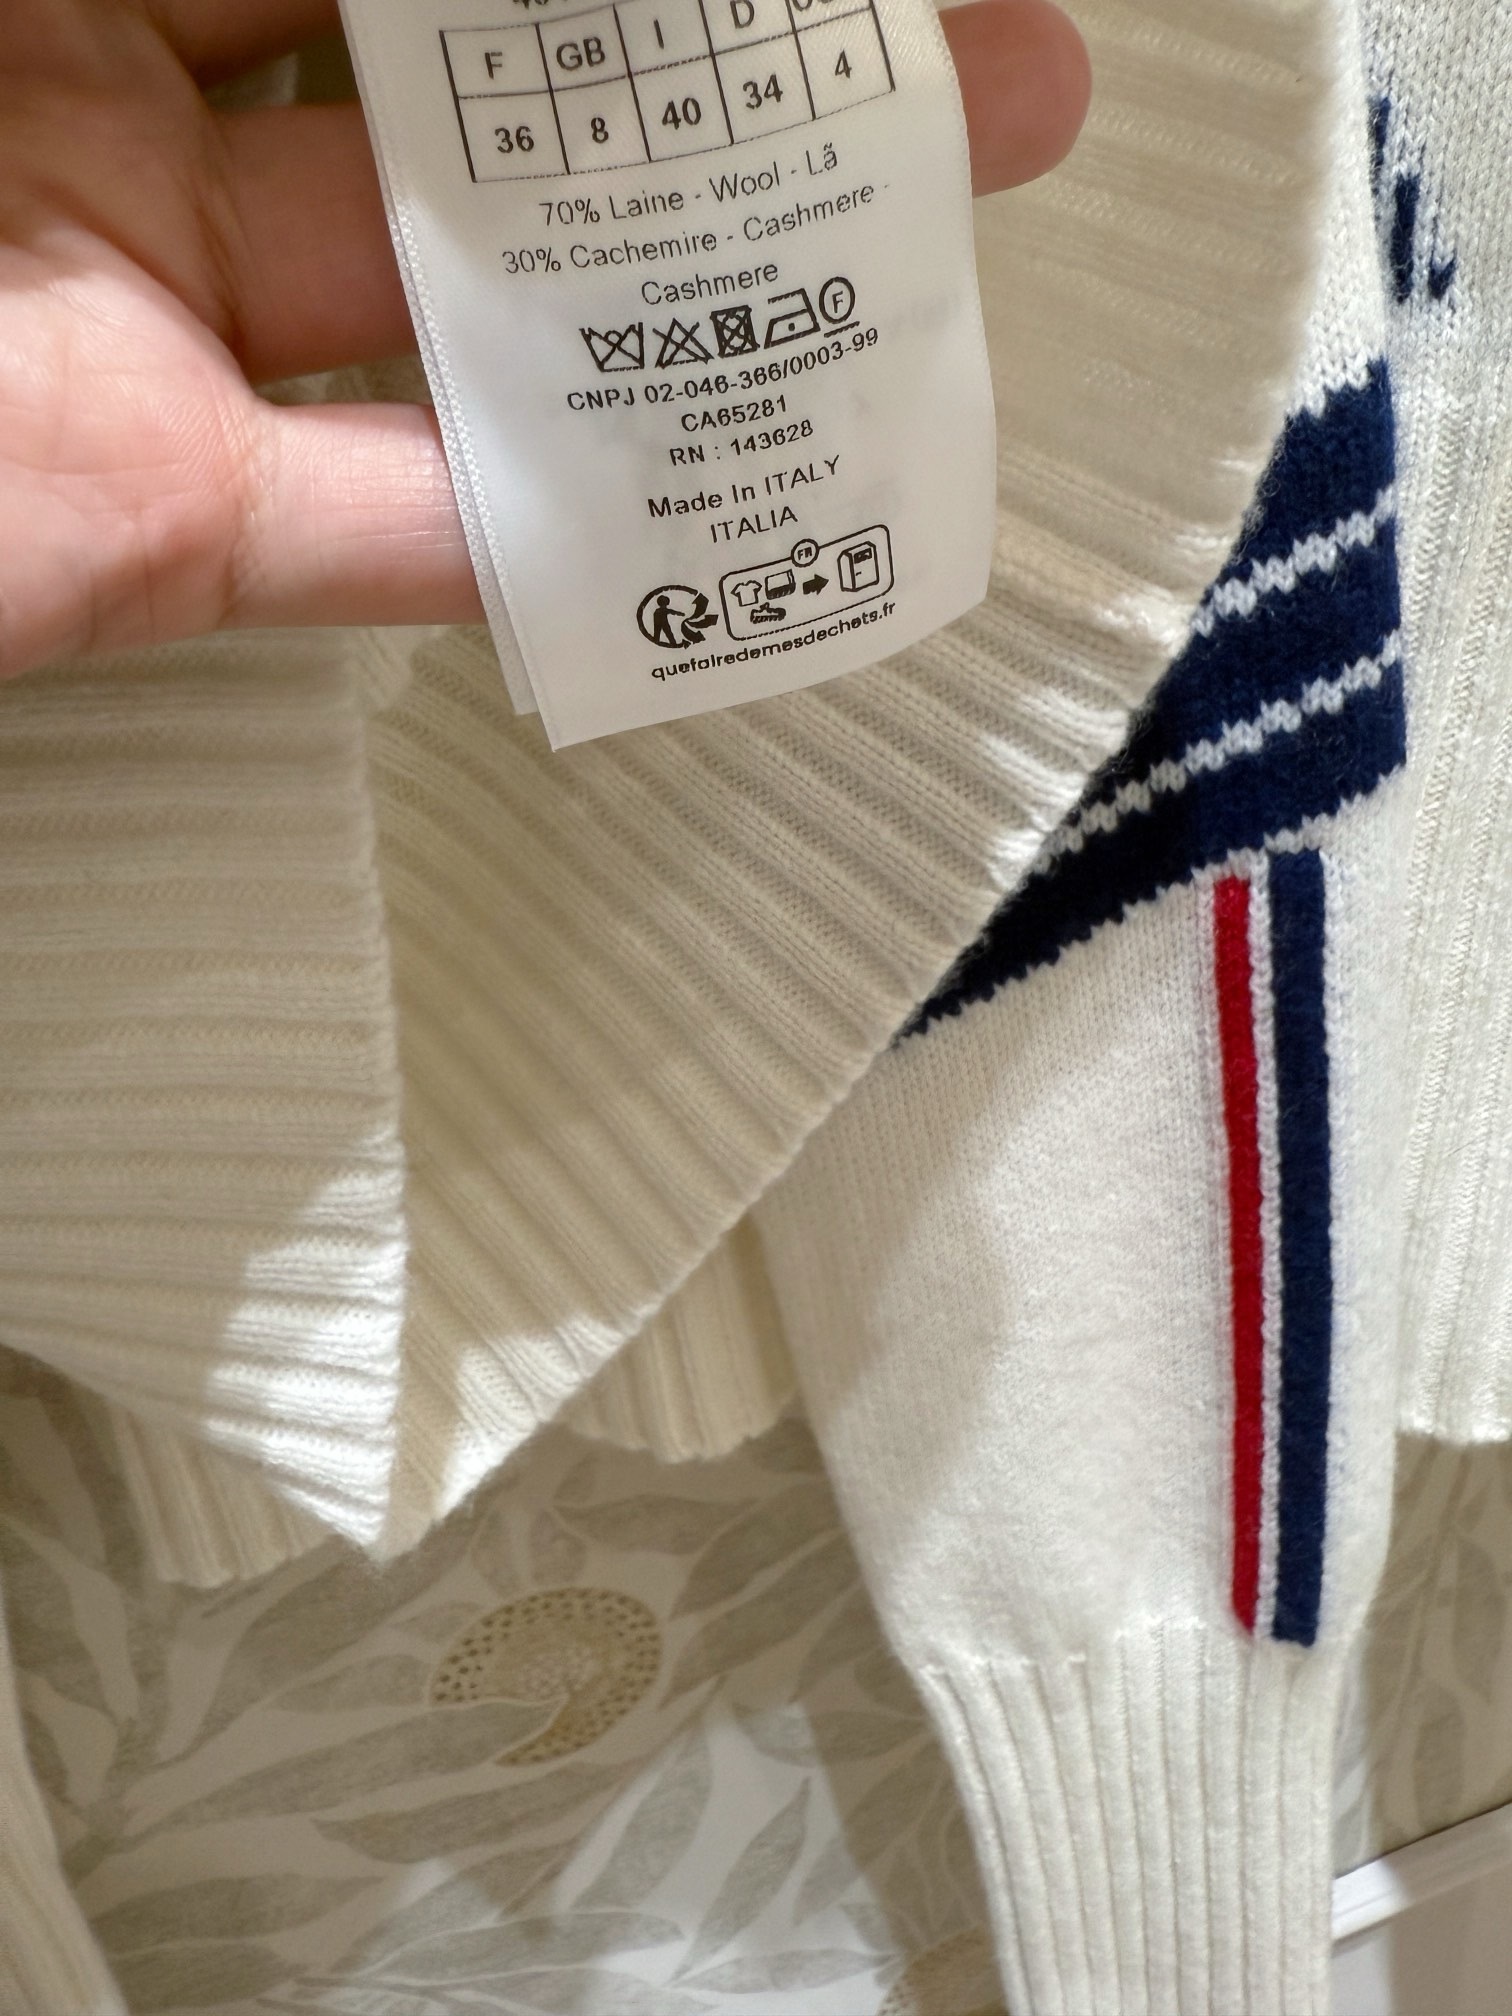 F GB I D
36 8 40 34 4
70% Laine - Wool - Lã
30% Cachemire - Cashmere -
Cashmere
F
CNPJ 02-046-366/0003-99
CA65281
RN : 143628
Made In ITALY
ITALIA
FR
quefairedemesdechets.fr